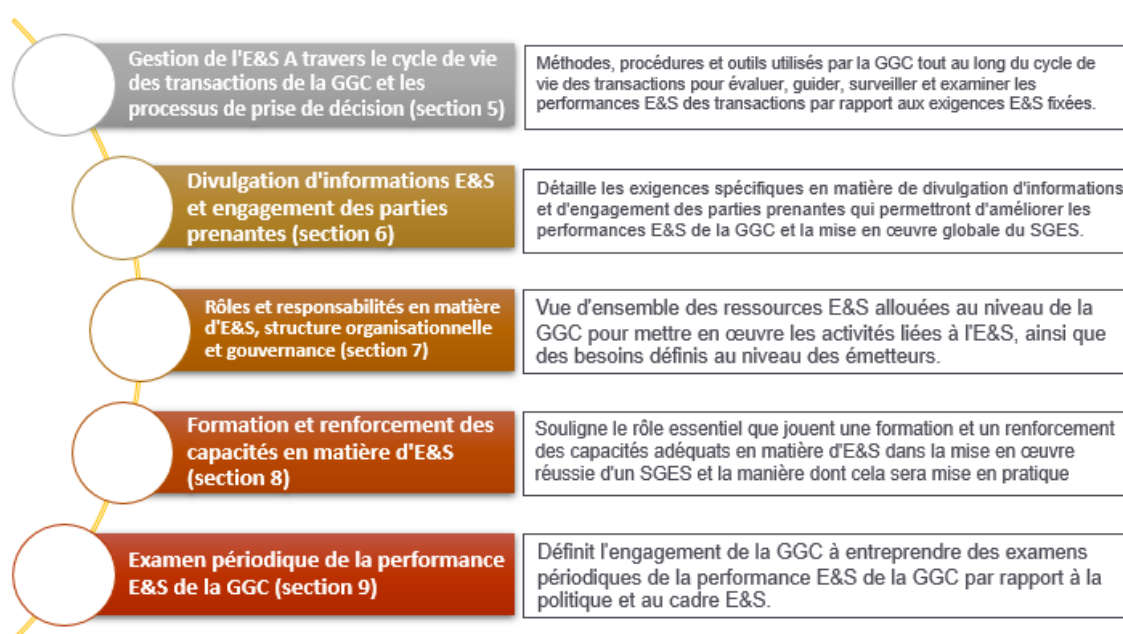 Gestion de l'E&S A travers le cycle de vie
des transactions de la GGC et les
processus de prise de décision (section 5)
Méthodes, procédures et outils utilisés par la GGC tout au long du cycle de
vie des transactions pour évaluer, guider, surveiller et examiner les
performances E&S des transactions par rapport aux exigences E&S fixées.
Divulgation d'informations E&S
et engagement des parties
prenantes (section 6)
Détaille les exigences spécifiques en matière de divulgation d'informations
et d'engagement des parties prenantes qui permettront d'améliorer les
performances E&S de la GGC et la mise en œuvre globale du SGES.
Rôles et responsabilités en matière
d'E&S, structure organisationnelle
et gouvernance (section 7)
Vue d'ensemble des ressources E&S allouées au niveau de la
GGC pour mettre en œuvre les activités liées à l'E&S, ainsi que
des besoins définis au niveau des émetteurs.
Formation et renforcement des
capacités en matière d'E&S
(section 8)
Souligne le rôle essentiel que jouent une formation et un renforcement
des capacités adéquats en matière d'E&S dans la mise en œuvre
réussie d'un SGES et la manière dont cela sera mise en pratique
Examen périodique de la performance
E&S de la GGC (section 9)
Définit l'engagement de la GGC à entreprendre des examens
périodiques de la performance E&S de la GGC par rapport à la
politique et au cadre E&S.